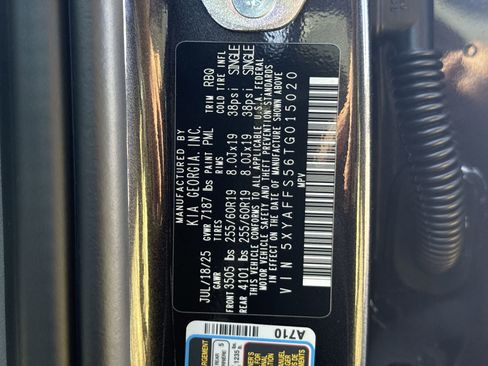 MANUFACTURED BY
KIA GEORGIA, INC.
JUL/18/25 GVWR 7187 lbs PAINT PML TRIM RBQ
GAWR TIRES RIMS COLD TIRE INFL
FRONT 3505 lbs 255/60R19 8.0Jx19 38psi SINGLE
REAR 4101 lbs 255/60R19 8.0Jx19 38psi SINGLE
THIS VEHICLE CONFORMS TO ALL APPLICABLE U.S.A. FEDERAL
MOTOR VEHICLE SAFETY AND THEFT PREVENTION STANDARDS
IN EFFECT ON THE DATE OF MANUFACTURE SHOWN ABOVE.
VIN 5XYAFFS56TG015020
MPV
A710